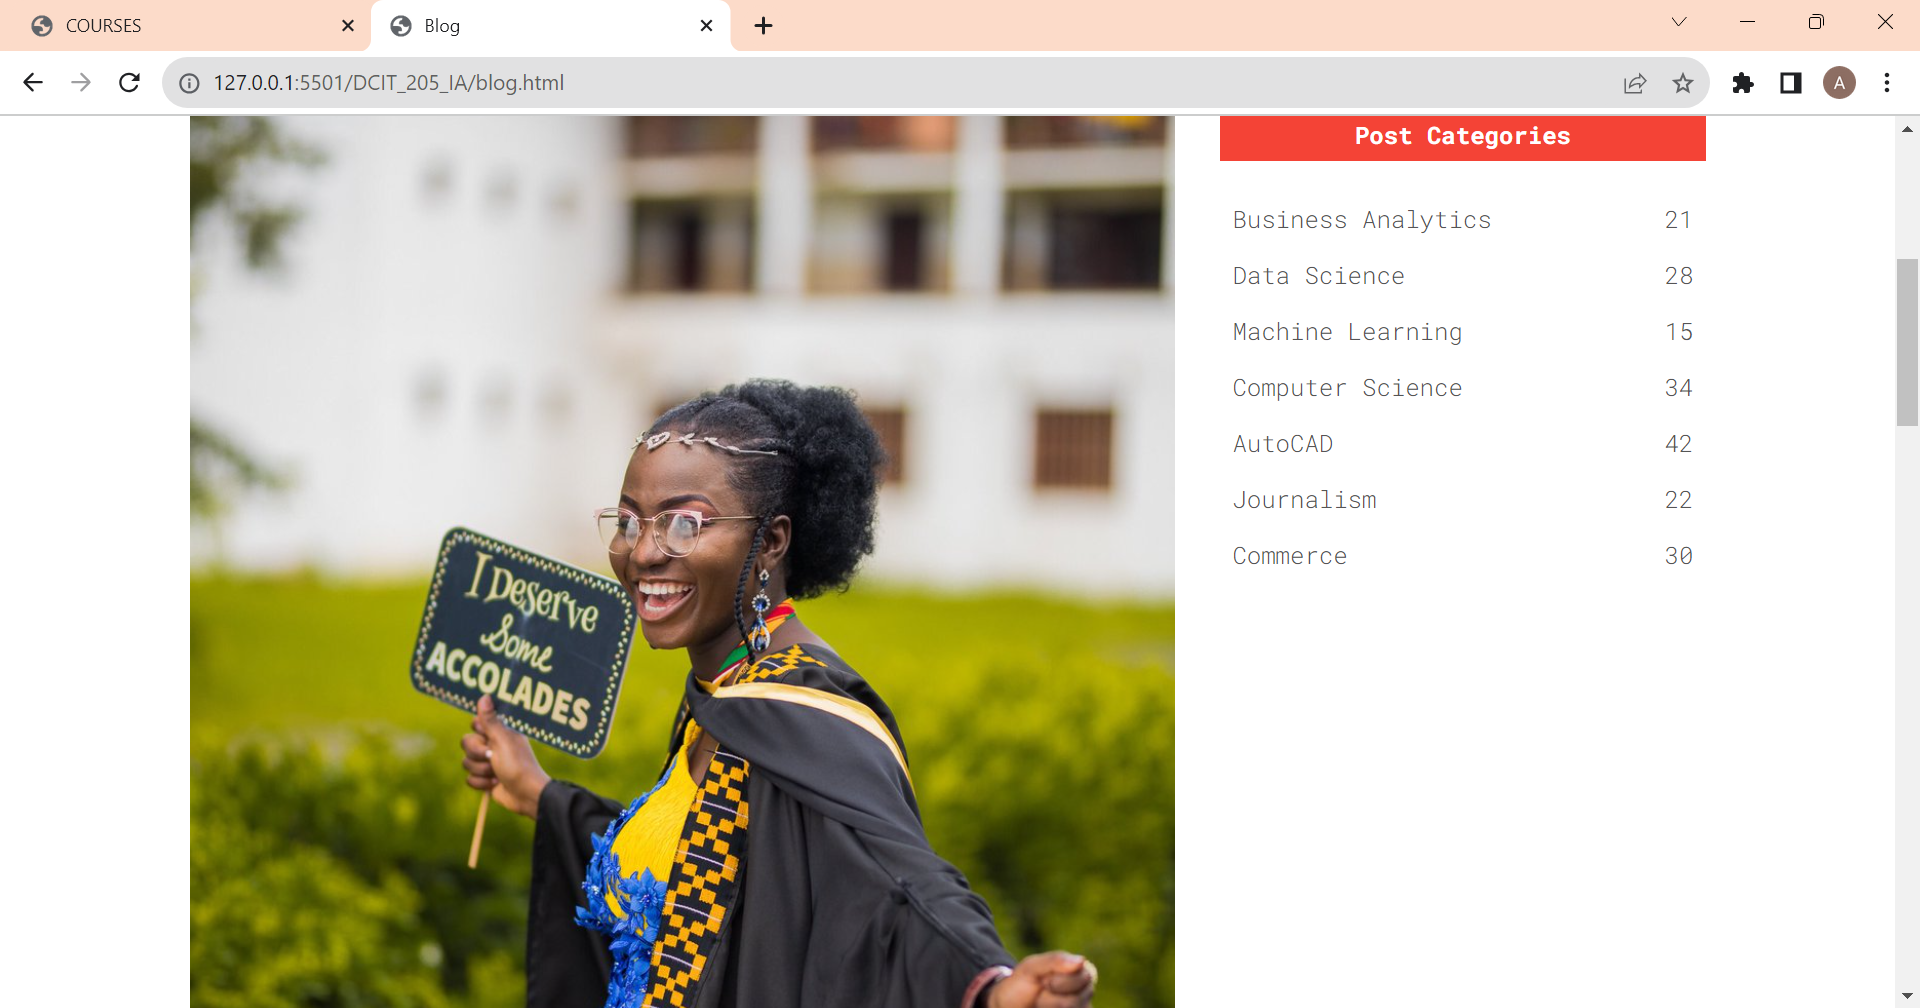 COURSES
Blog
127.0.0.1:5501/DCIT_205_IA/blog.html
A
Post Categories
Business Analytics 21
Data Science 28
Machine Learning 15
Computer Science 34
AutoCAD 42
Journalism 22
Commerce 30
I DESERVE
Some
ACCOLADES